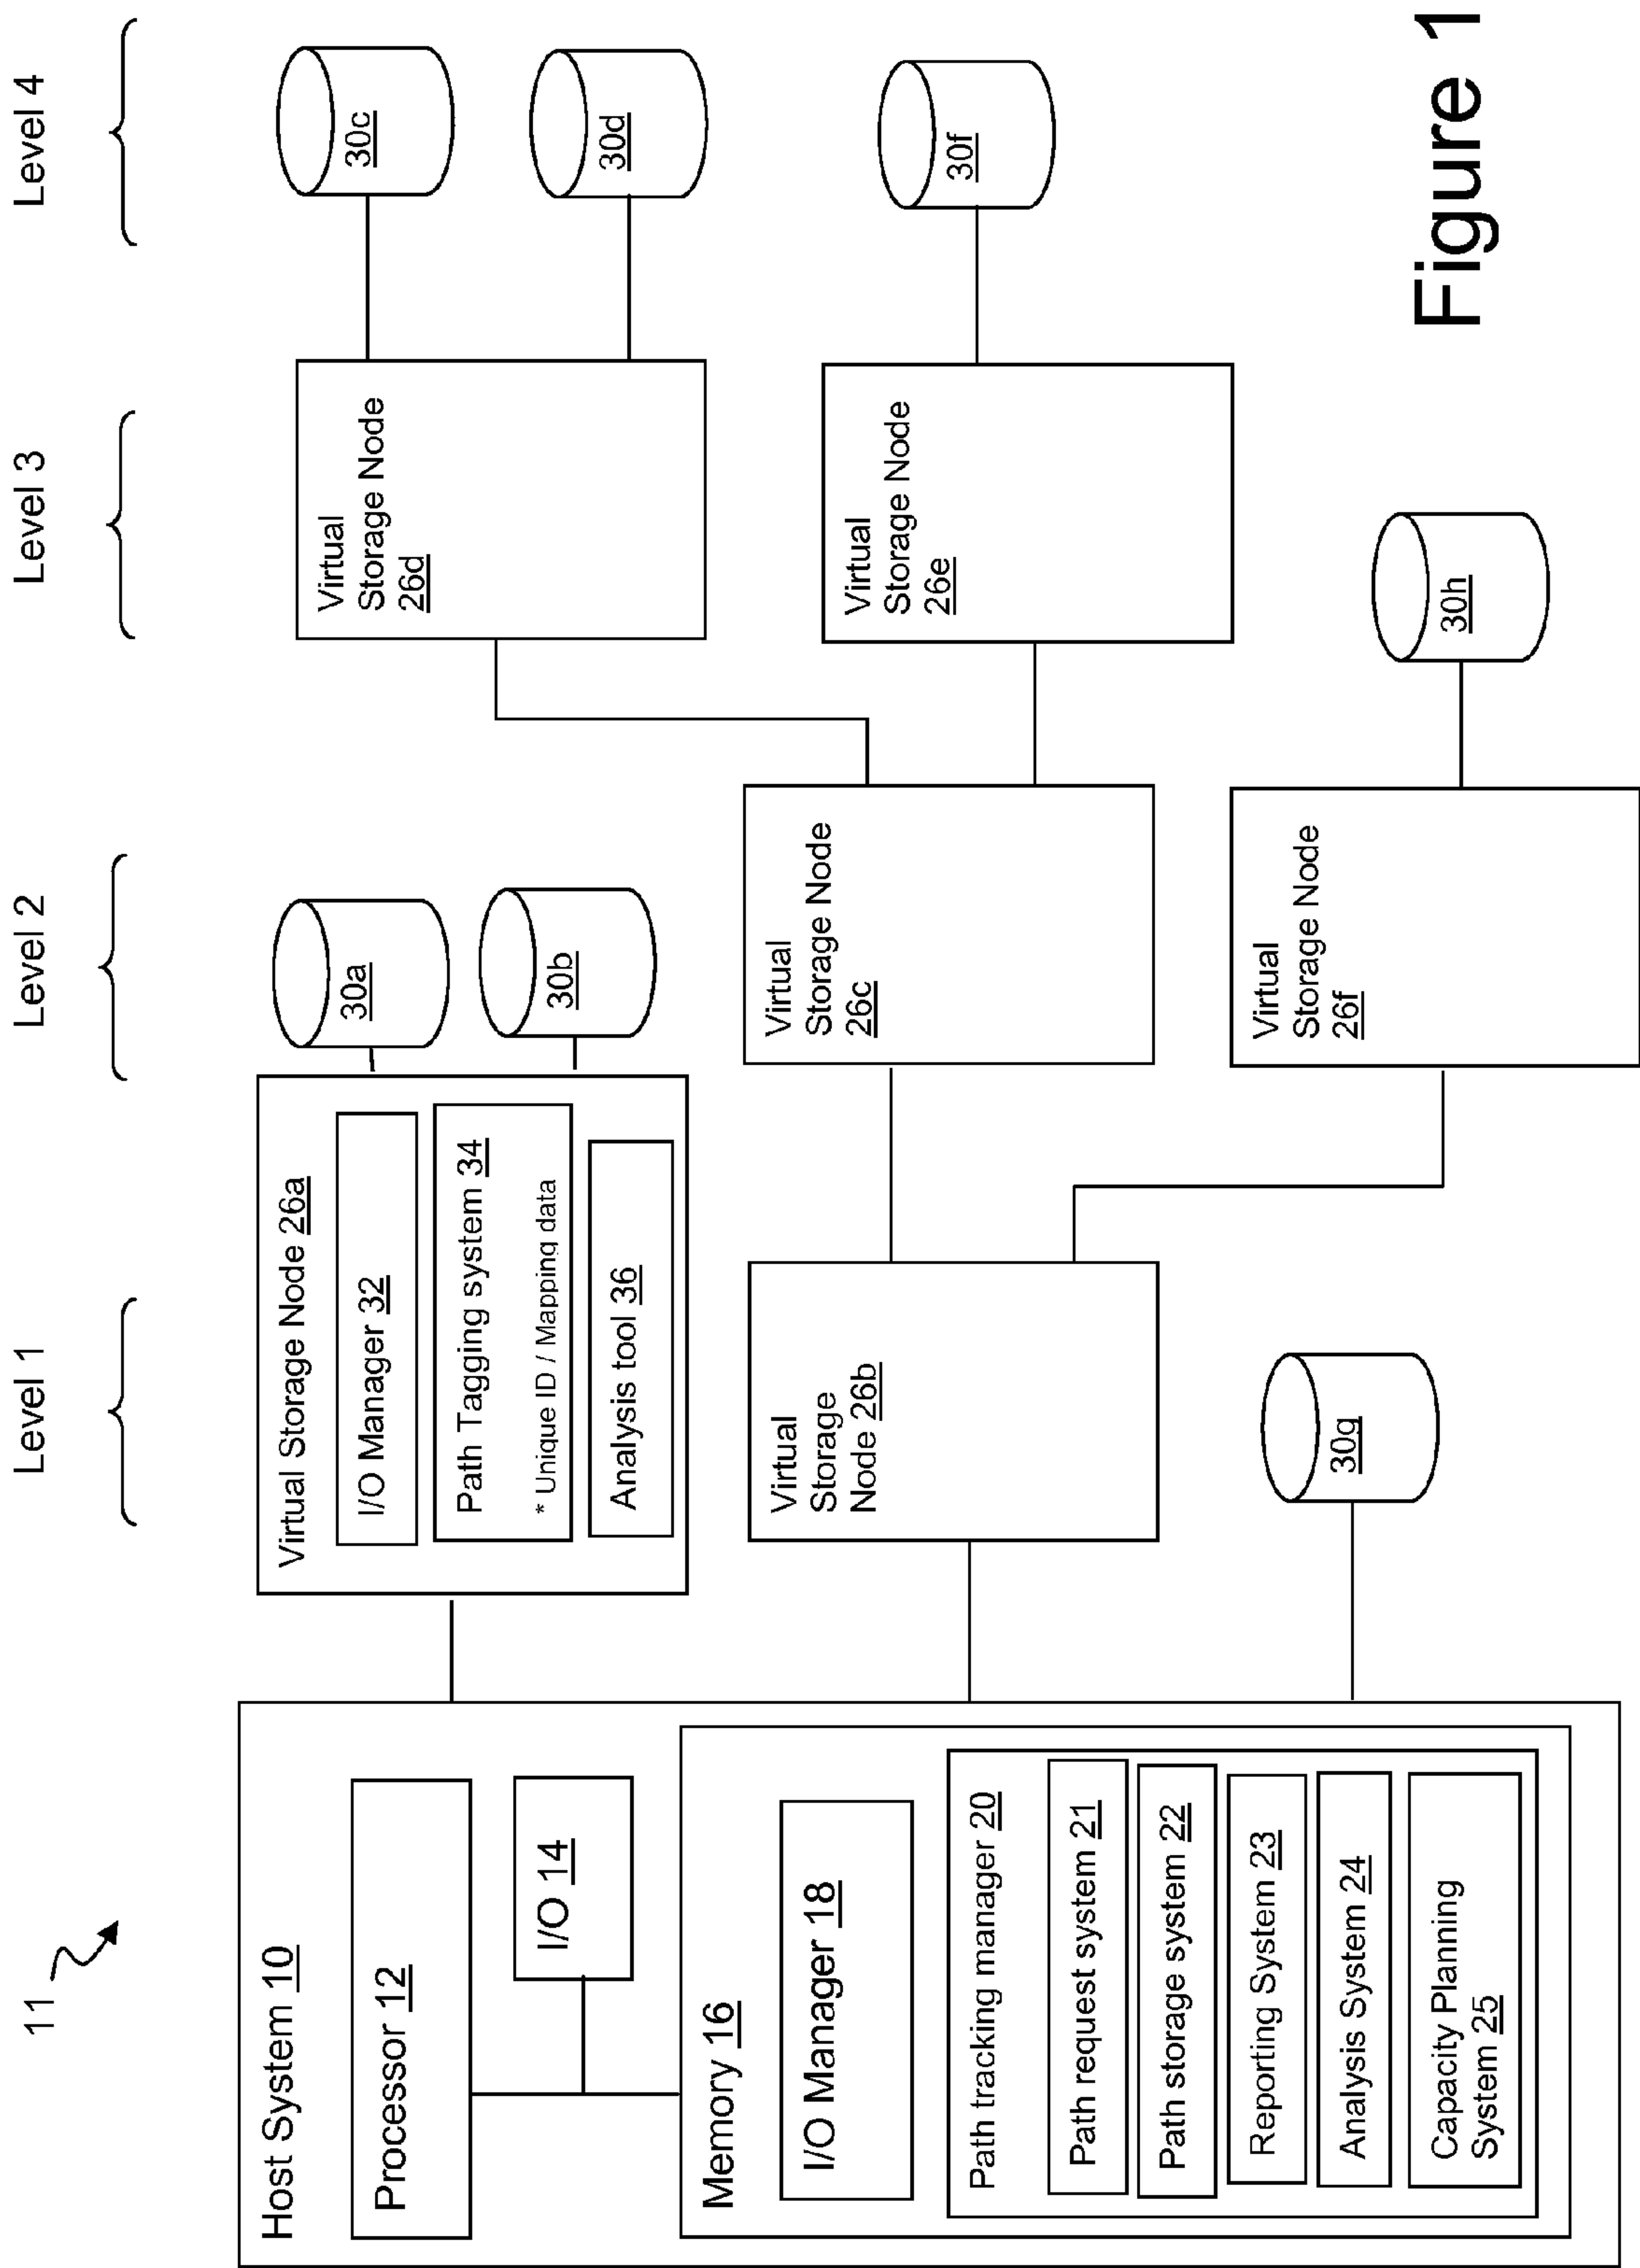 11
Level 1
Level 2
Level 3
Level 4
Host System 10
Processor 12
I/O 14
Memory 16
I/O Manager 18
Path tracking manager 20
Path request system 21
Path storage system 22
Reporting System 23
Analysis System 24
Capacity Planning
System 25
Virtual Storage Node 26a
I/O Manager 32
Path Tagging system 34
* Unique ID / Mapping data
Analysis tool 36
30a
30b
Virtual
Storage
Node 26b
30g
Virtual
Storage Node
26c
Virtual
Storage Node
26f
30h
Virtual
Storage Node
26d
Virtual
Storage Node
26e
30c
30d
30f
Figure 1